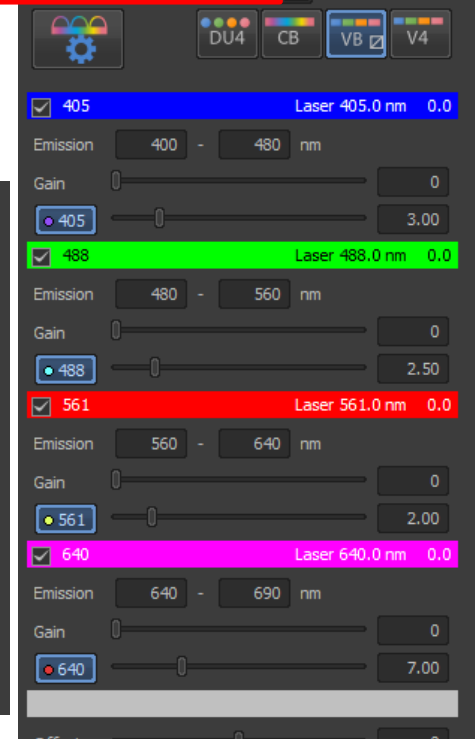 DU4 CB VB V4
405 Laser 405.0 nm 0.0
Emission 400 - 480 nm
Gain 0
405 3.00
488 Laser 488.0 nm 0.0
Emission 480 - 560 nm
Gain 0
488 2.50
561 Laser 561.0 nm 0.0
Emission 560 - 640 nm
Gain 0
561 2.00
640 Laser 640.0 nm 0.0
Emission 640 - 690 nm
Gain 0
640 7.00